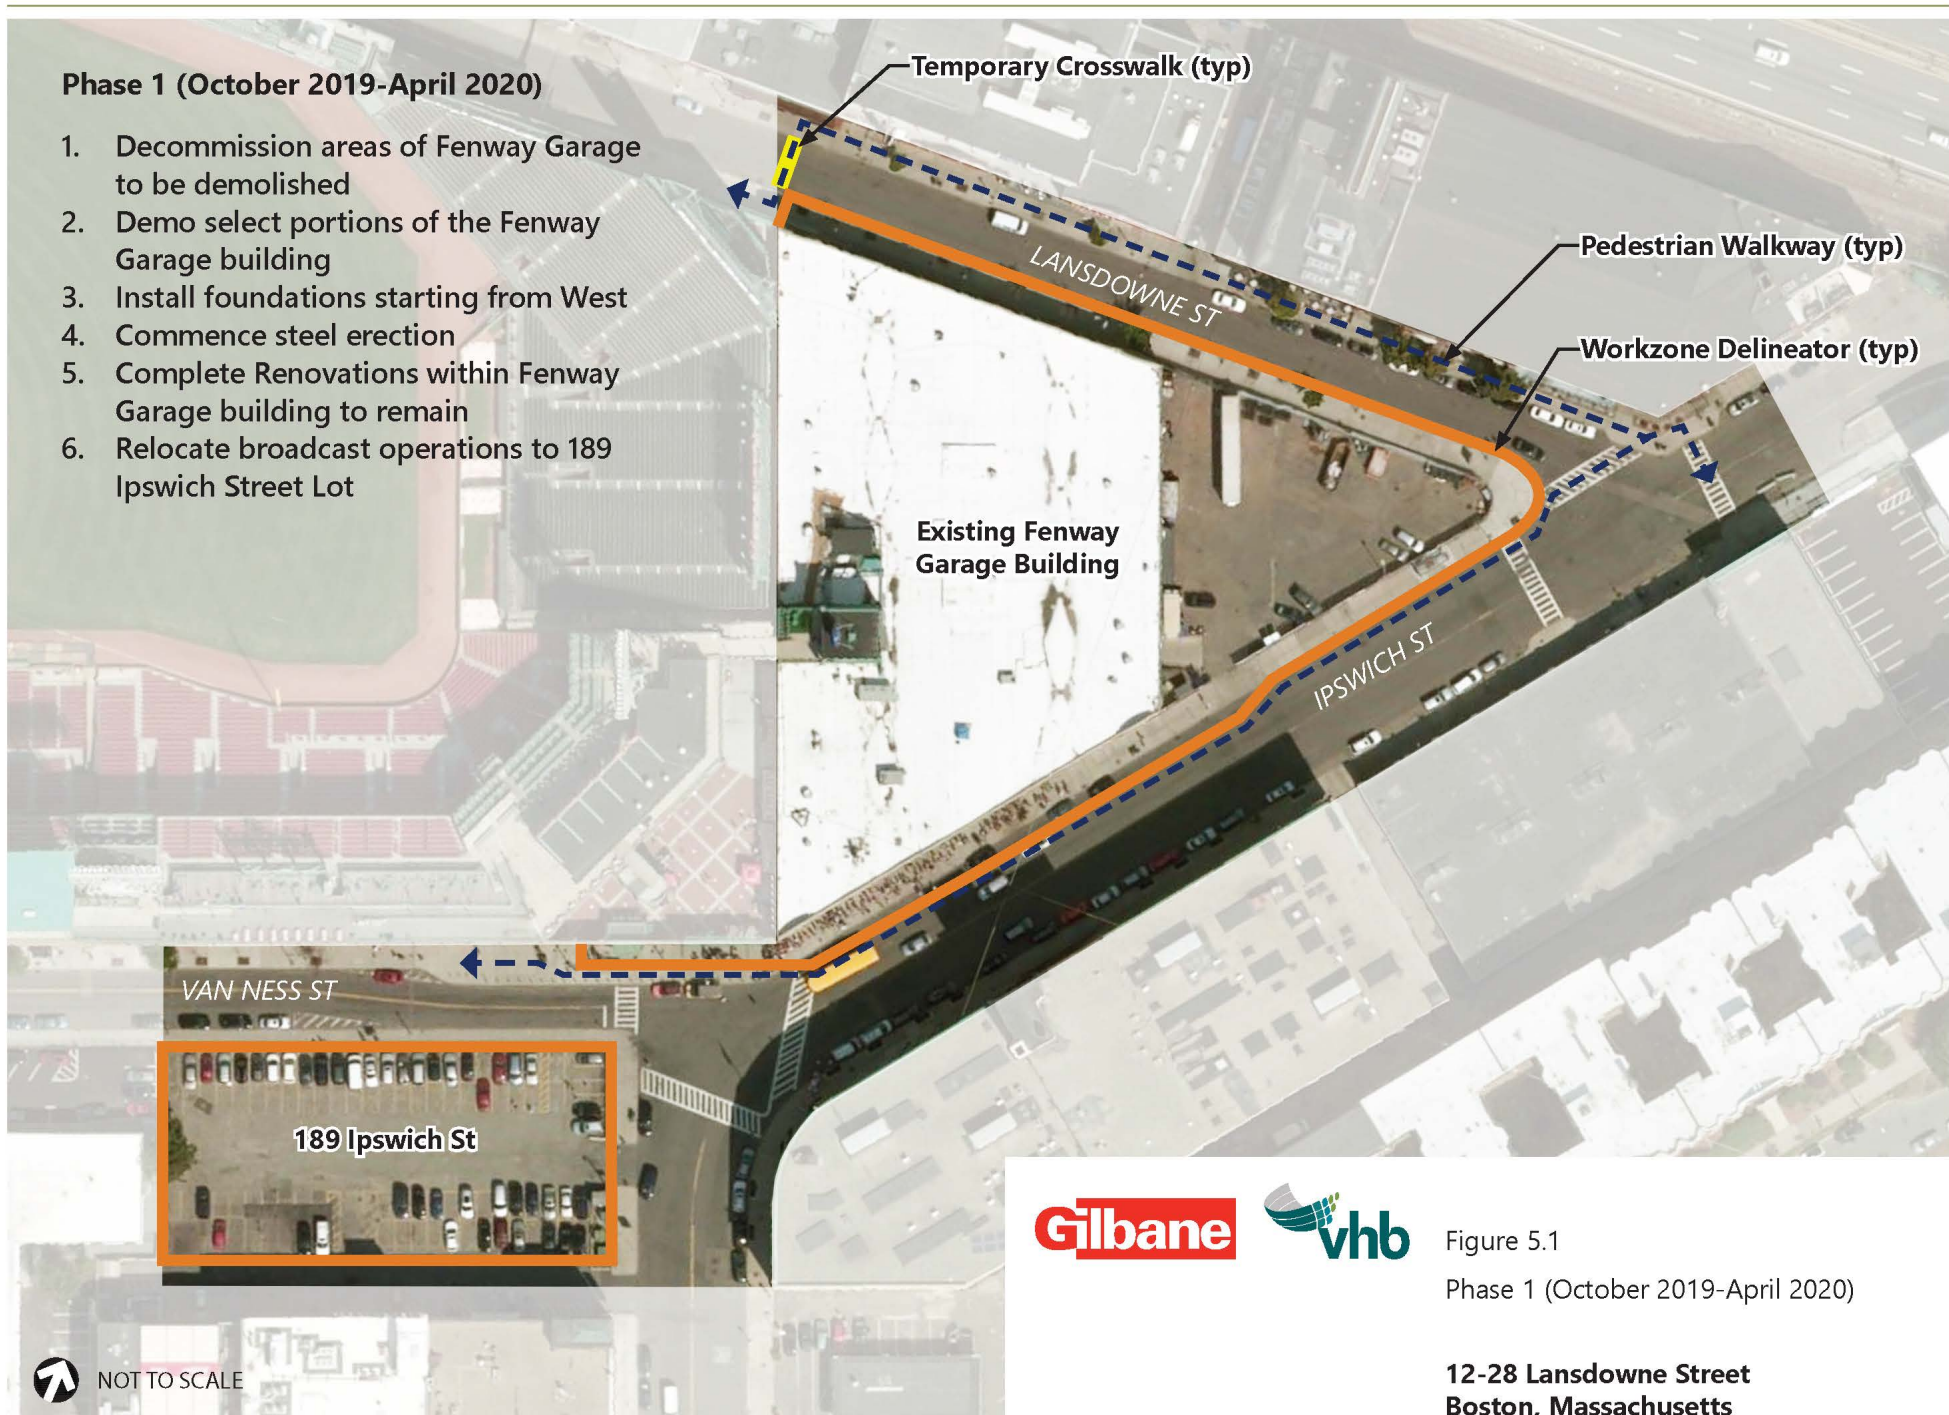 Phase 1 (October 2019-April 2020)
1. Decommission areas of Fenway Garage
to be demolished
2. Demo select portions of the Fenway
Garage building
3. Install foundations starting from West
4. Commence steel erection
5. Complete Renovations within Fenway
Garage building to remain
6. Relocate broadcast operations to 189
Ipswich Street Lot
Temporary Crosswalk (typ)
Pedestrian Walkway (typ)
Workzone Delineator (typ)
LANSDOWNE ST
Existing Fenway
Garage Building
IPSWICH ST
VAN NESS ST
189 Ipswich St
NOT TO SCALE
Gilbane
vhb
Figure 5.1
Phase 1 (October 2019-April 2020)
12-28 Lansdowne Street
Boston, Massachusetts